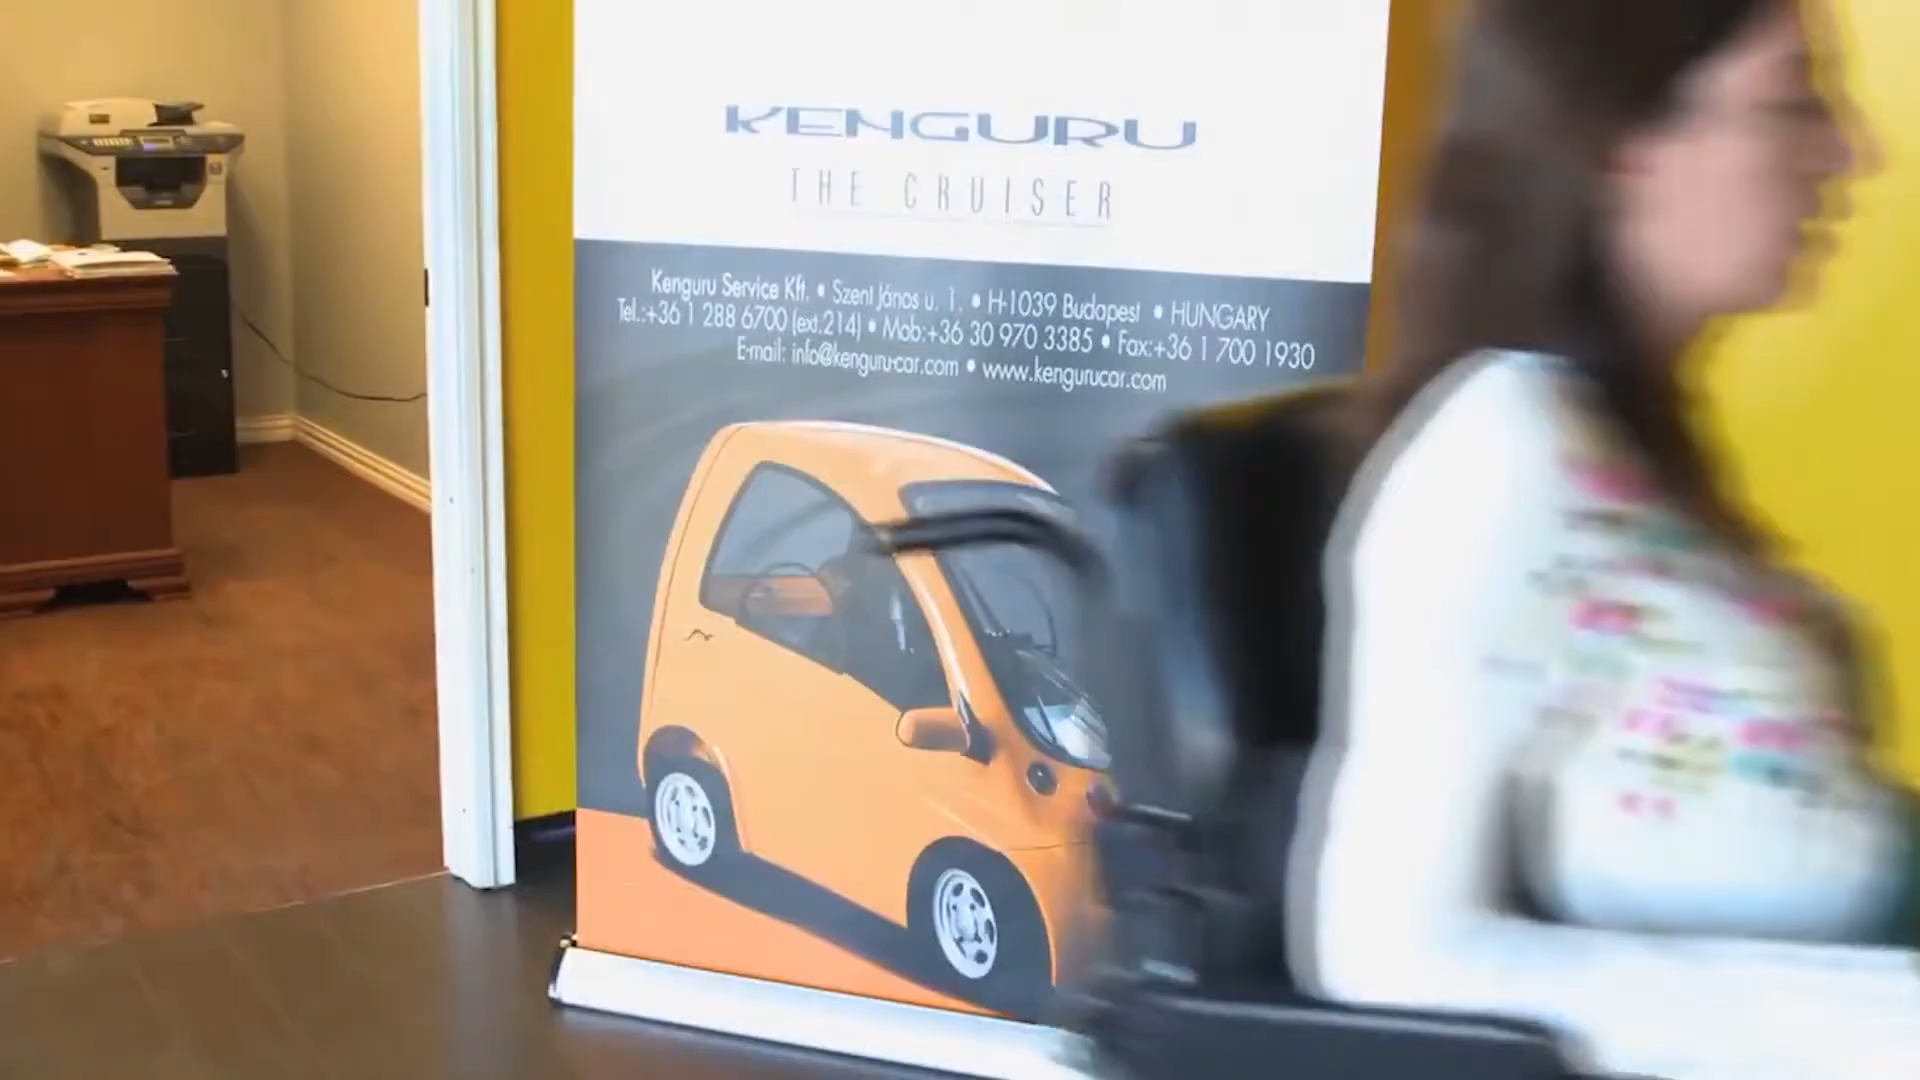 KENGURU
THE CRUISER
Kenguru Service Kft. • Szent János u. 1. • H-1039 Budapest • HUNGARY
Tel.:+36 1 288 6700 (ext.214) • Mob:+36 30 970 3385 • Fax:+36 1 700 1930
E-mail: info@kenguru-car.com • www.kengurucar.com